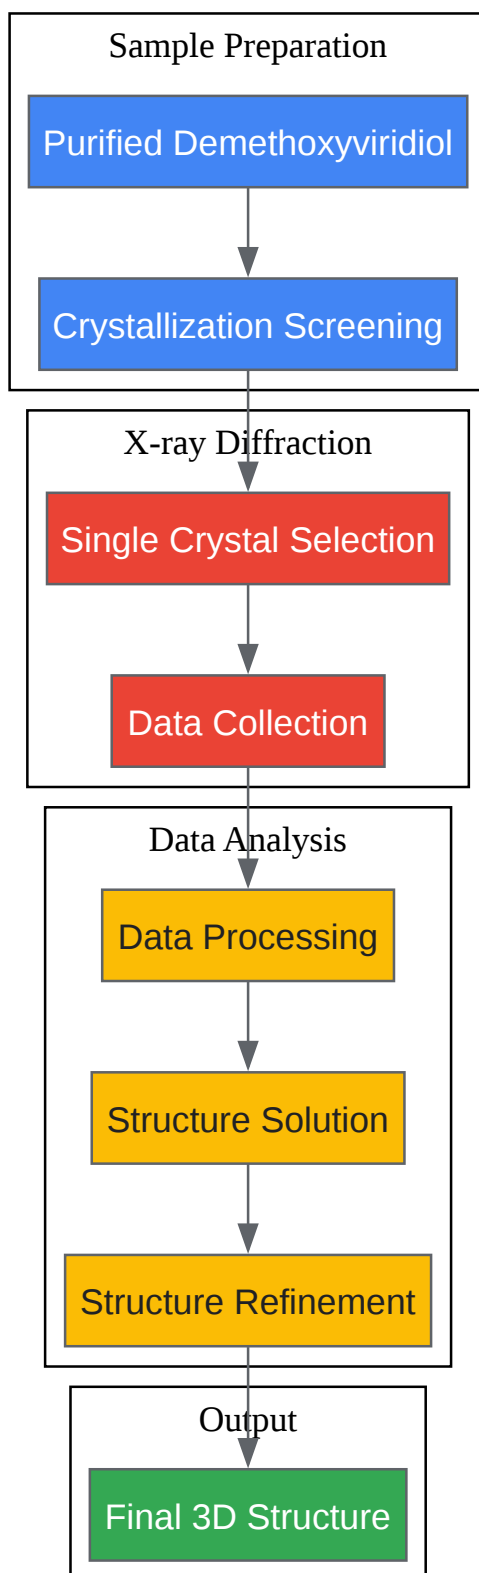 Sample Preparation
Purified Demethoxyviridiol
Crystallization Screening
X-ray Diffraction
Single Crystal Selection
Data Collection
Data Analysis
Data Processing
Structure Solution
Structure Refinement
Output
Final 3D Structure